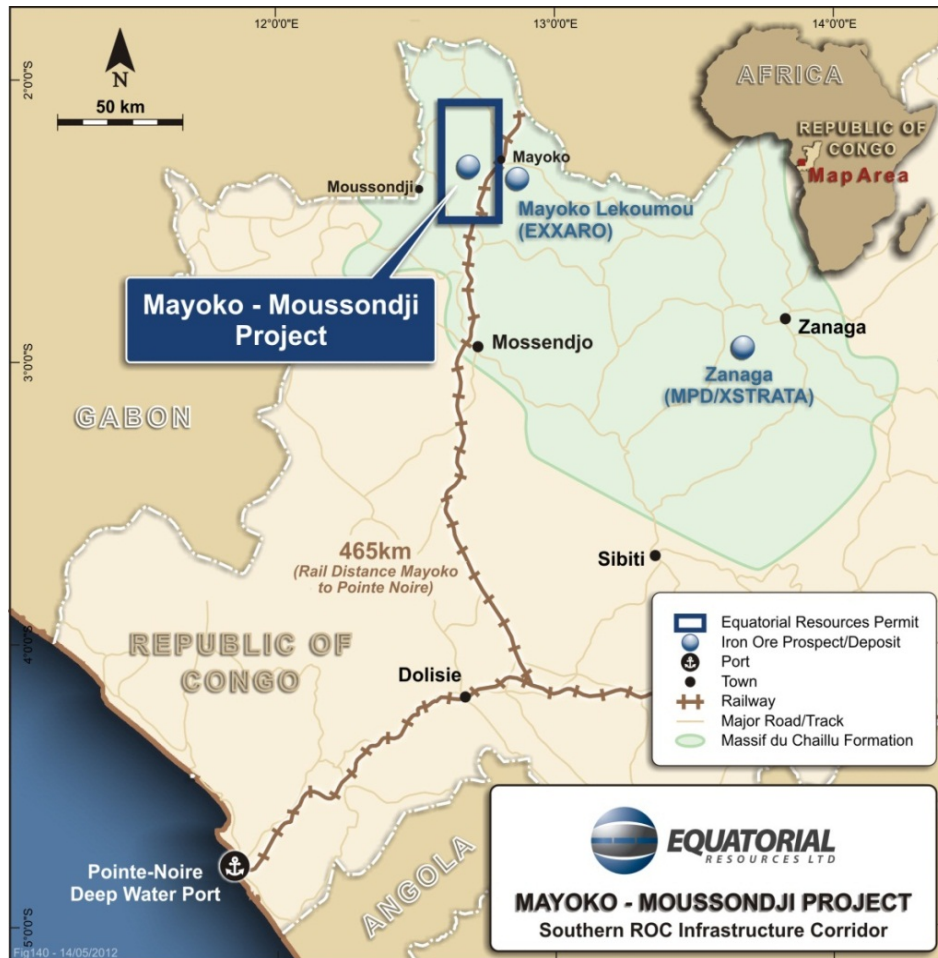 12°0'0"E
13°0'0"E
14°0'0"E
2°0'0"S
3°0'0"S
4°0'0"S
5°0'0"S
N
50 km
AFRICA
REPUBLIC OF
CONGO
Map Area
Mayoko
Moussondji
Mayoko Lekoumou
(EXXARO)
Mayoko - Moussondji
Project
Mossendjo
Zanaga
Zanaga
(MPD/XSTRATA)
GABON
465km
(Rail Distance Mayoko
to Pointe Noire)
Sibiti
REPUBLIC OF
CONGO
Dolisie
Equatorial Resources Permit
Iron Ore Prospect/Deposit
Port
Town
Railway
Major Road/Track
Massif du Chaillu Formation
Pointe-Noire
Deep Water Port
ANGOLA
EQUATORIAL
RESOURCES LTD
MAYOKO - MOUSSONDJI PROJECT
Southern ROC Infrastructure Corridor
Fig140 - 14/05/2012